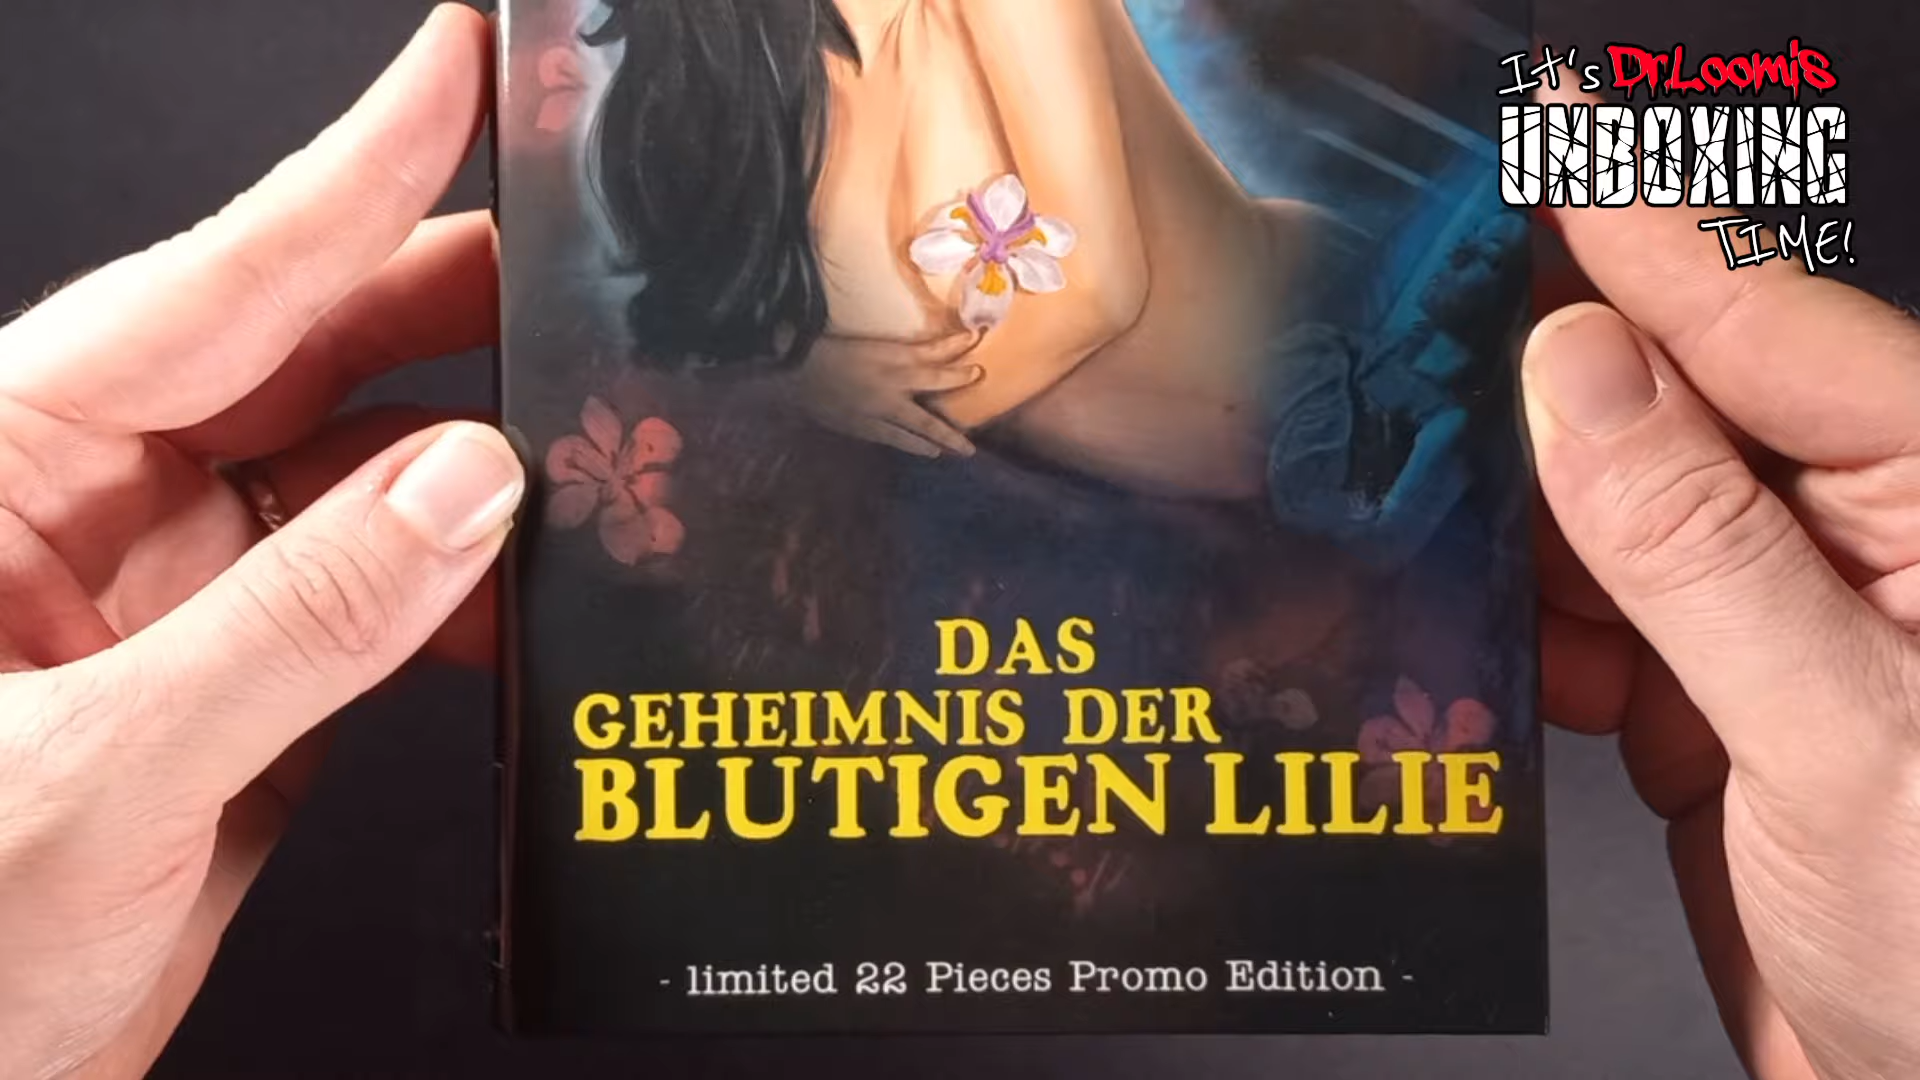 It's Dr.Loomis
UNBOXING
TIME!
DAS
GEHEIMNIS DER
BLUTIGEN LILIE
- limited 22 Pieces Promo Edition -